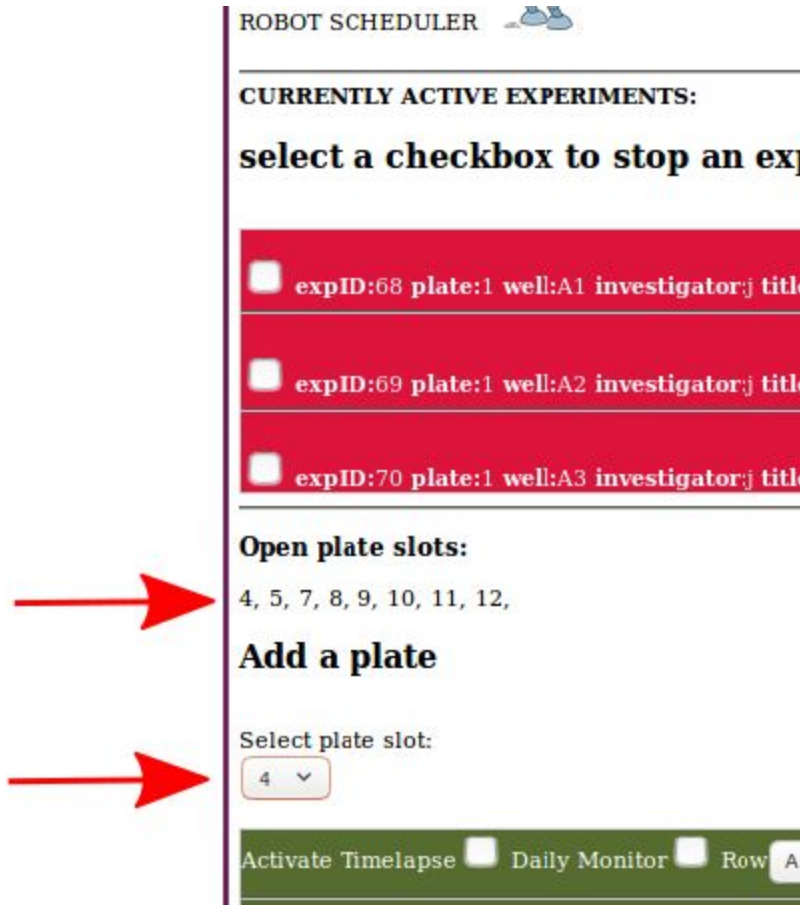 ROBOT SCHEDULER
CURRENTLY ACTIVE EXPERIMENTS:
select a checkbox to stop an exp
expID:68 plate:1 well:A1 investigator:j title
expID:69 plate:1 well:A2 investigator:j title
expID:70 plate:1 well:A3 investigator:j title
Open plate slots:
4, 5, 7, 8, 9, 10, 11, 12,
Add a plate
Select plate slot:
4
Activate Timelapse Daily Monitor Row A